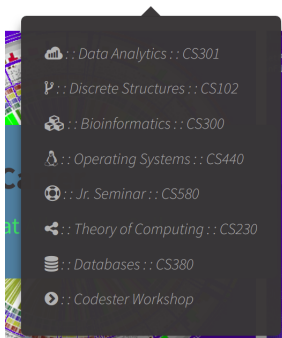 : : Data Analytics : : CS301
: : Discrete Structures : : CS102
: : Bioinformatics : : CS300
: : Operating Systems : : CS440
: : Jr. Seminar : : CS580
: : Theory of Computing : : CS230
: : Databases : : CS380
: : Codester Workshop